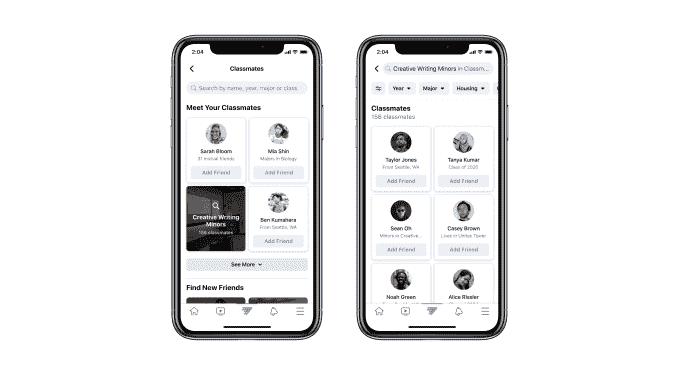 2:04
Classmates
Search by name, year, major or class
Meet Your Classmates
Sarah Bloom
31 mutual friends
Add Friend
Mia Shin
Majors in Biology
Add Friend
Creative Writing
Minors
156 classmates
Ben Kumahara
From Seattle, WA
Add Friend
See More
Find New Friends
2:04
Creative Writing Minors in Classm...
Year
Major
Housing
Classmates
156 classmates
Taylor Jones
From Seattle, WA
Add Friend
Tanya Kumar
Class of 2020
Add Friend
Sean Oh
Minors in Creative...
Add Friend
Casey Brown
Lives in Unitas Tower
Add Friend
Noah Green
Alice Rissler